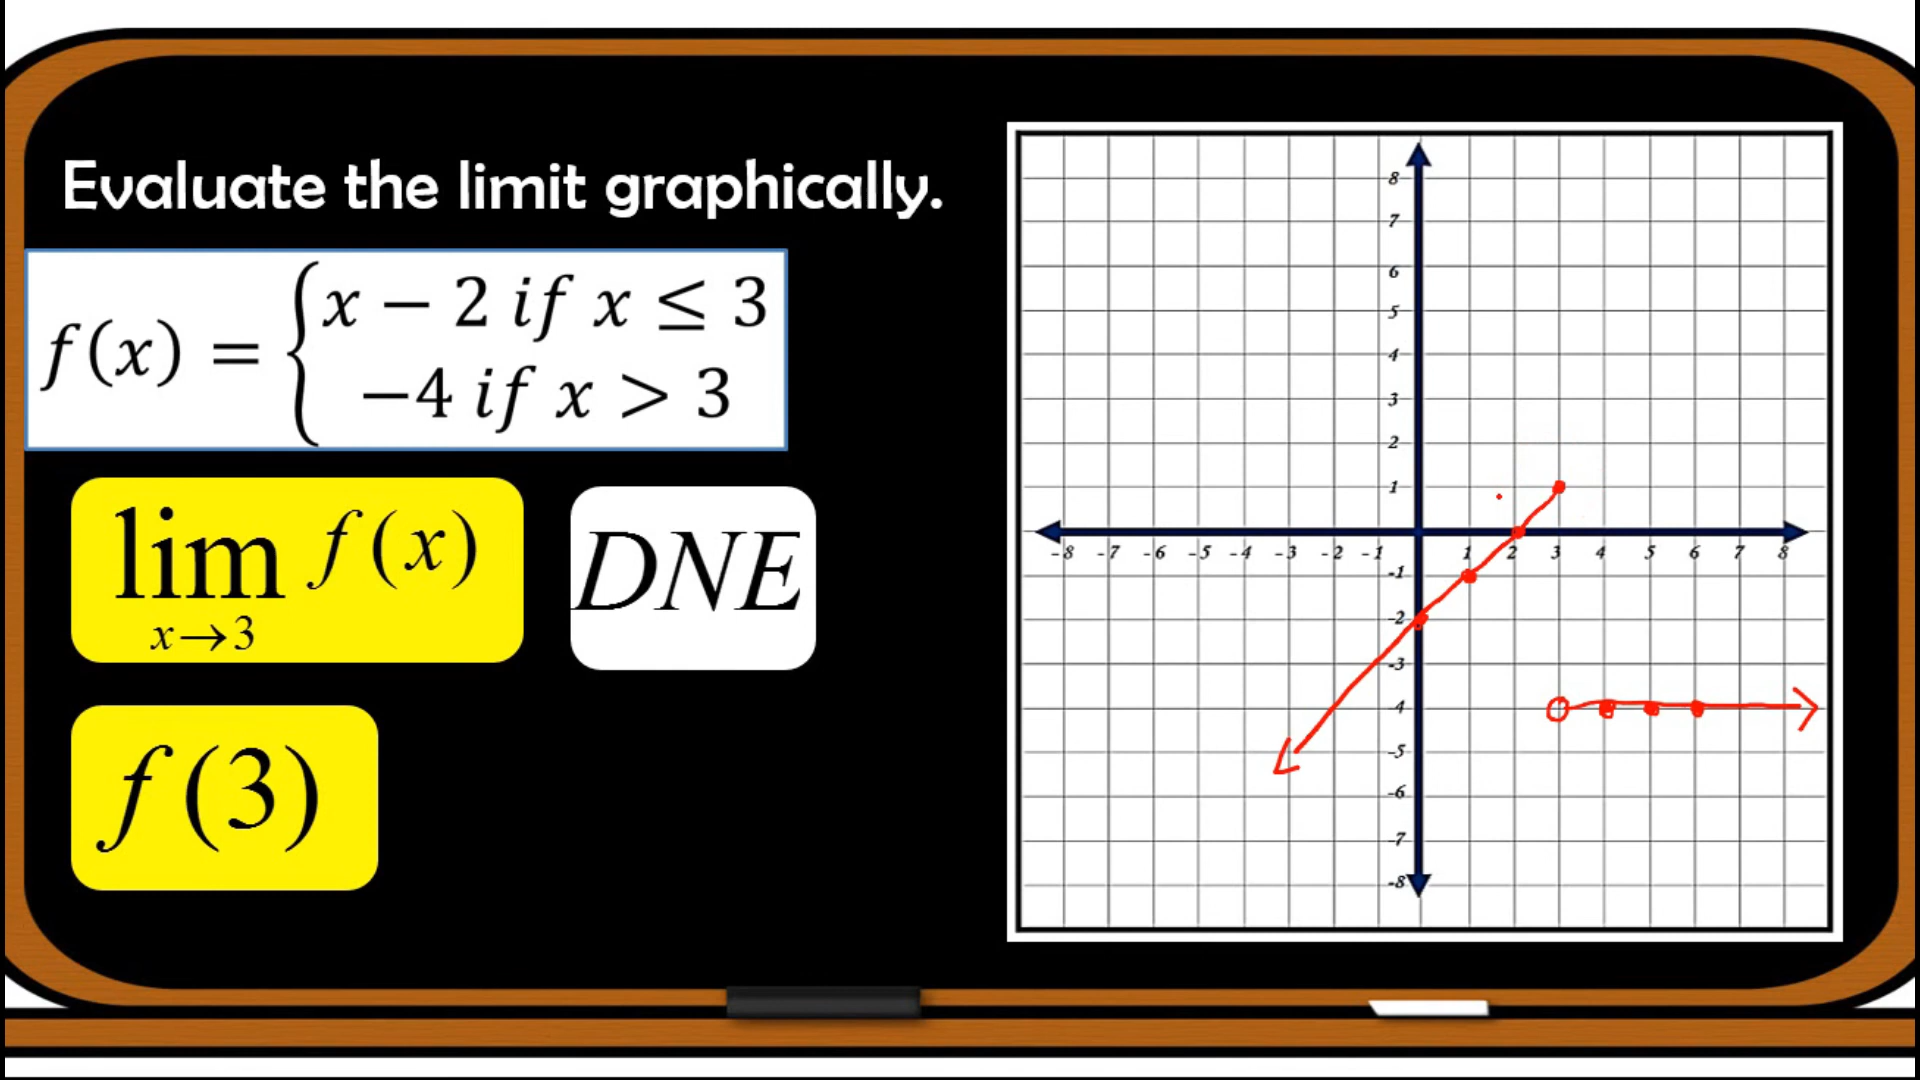 Evaluate the limit graphically.
f(x) = {x − 2 if x ≤ 3
−4 if x > 3
lim f(x)
x→3
DNE
f(3)
8
7
6
5
4
3
2
1
-8 -7 -6 -5 -4 -3 -2 -1 1 2 3 4 5 6 7 8
-1
-2
-3
-4
-5
-6
-7
-8